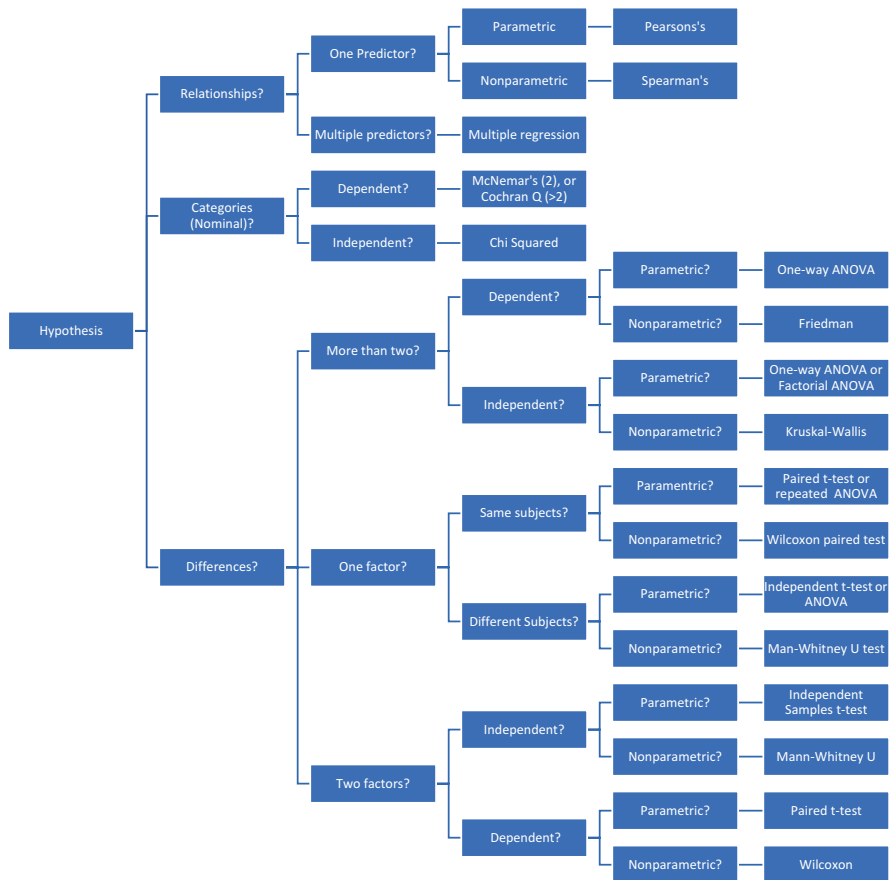 Parametric
Pearsons's
One Predictor?
Nonparametric
Spearman's
Relationships?
Multiple predictors?
Multiple regression
Dependent?
McNemar's (2), or
Cochran Q (>2)
Categories
(Nominal)?
Independent?
Chi Squared
Parametric?
One-way ANOVA
Dependent?
Nonparametric?
Friedman
Hypothesis
More than two?
Parametric?
One-way ANOVA or
Factorial ANOVA
Independent?
Nonparametric?
Kruskal-Wallis
Paramentric?
Paired t-test or
repeated ANOVA
Same subjects?
Nonparametric?
Wilcoxon paired test
Differences?
One factor?
Parametric?
Independent t-test or
ANOVA
Different Subjects?
Nonparametric?
Man-Whitney U test
Parametric?
Independent
Samples t-test
Independent?
Nonparametric?
Mann-Whitney U
Two factors?
Parametric?
Paired t-test
Dependent?
Nonparametric?
Wilcoxon